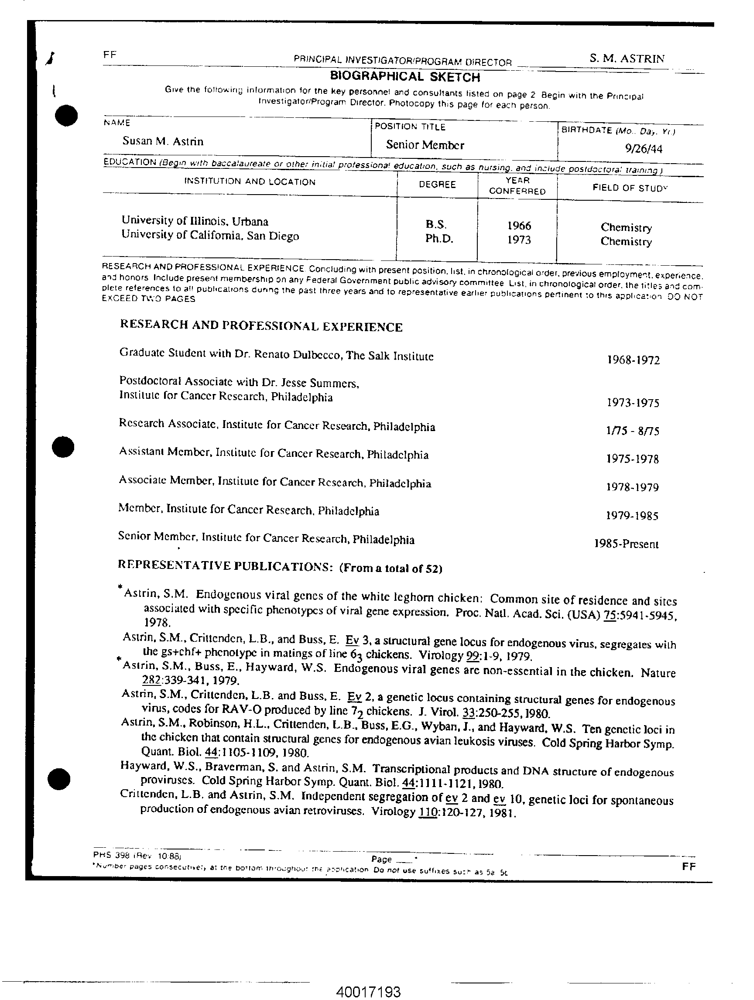 FF
PRINCIPAL INVESTIGATOR/PROGRAM DIRECTOR S. M. ASTRIN
BIOGRAPHICAL SKETCH
Give the following information for the key personnel and consultants listed on page 2. Begin with the Principal
Investigator/Program Director. Photocopy this page for each person.
NAME
Susan M. Astrin
POSITION TITLE
Senior Member
BIRTHDATE (Mo., Day, Yr.)
9/26/44
EDUCATION (Begin with baccalaureate or other initial professional education, such as nursing, and include postdoctoral training.)
INSTITUTION AND LOCATION DEGREE YEAR CONFERRED FIELD OF STUDY
University of Illinois, Urbana B.S. 1966 Chemistry
University of California, San Diego Ph.D. 1973 Chemistry
RESEARCH AND PROFESSIONAL EXPERIENCE. Concluding with present position, list, in chronological order, previous employment, experience,
and honors. Include present membership on any Federal Government public advisory committee. List, in chronological order, the titles and com-
plete references to all publications during the past three years and to representative earlier publications pertinent to this application. DO NOT
EXCEED TWO PAGES
RESEARCH AND PROFESSIONAL EXPERIENCE
Graduate Student with Dr. Renato Dulbecco, The Salk Institute 1968-1972
Postdoctoral Associate with Dr. Jesse Summers,
Institute for Cancer Research, Philadelphia 1973-1975
Research Associate, Institute for Cancer Research, Philadelphia 1/75 - 8/75
Assistant Member, Institute for Cancer Research, Philadelphia 1975-1978
Associate Member, Institute for Cancer Research, Philadelphia 1978-1979
Member, Institute for Cancer Research, Philadelphia 1979-1985
Senior Member, Institute for Cancer Research, Philadelphia 1985-Present
REPRESENTATIVE PUBLICATIONS: (From a total of 52)
*Astrin, S.M. Endogenous viral genes of the white leghorn chicken: Common site of residence and sites
associated with specific phenotypes of viral gene expression. Proc. Natl. Acad. Sci. (USA) 75:5941-5945,
1978.
Astrin, S.M., Crittenden, L.B., and Buss, E. Ev 3, a structural gene locus for endogenous virus, segregates with
the gs+chf+ phenotype in matings of line 63 chickens. Virology 99:1-9, 1979.
*Astrin, S.M., Buss, E., Hayward, W.S. Endogenous viral genes are non-essential in the chicken. Nature
282:339-341, 1979.
Astrin, S.M., Crittenden, L.B. and Buss, E. Ev 2, a genetic locus containing structural genes for endogenous
virus, codes for RAV-O produced by line 72 chickens. J. Virol. 33:250-255, 1980.
Astrin, S.M., Robinson, H.L., Crittenden, L.B., Buss, E.G., Wyban, J., and Hayward, W.S. Ten genetic loci in
the chicken that contain structural genes for endogenous avian leukosis viruses. Cold Spring Harbor Symp.
Quant. Biol. 44:1105-1109, 1980.
Hayward, W.S., Braverman, S. and Astrin, S.M. Transcriptional products and DNA structure of endogenous
proviruses. Cold Spring Harbor Symp. Quant. Biol. 44:1111-1121, 1980.
Crittenden, L.B. and Astrin, S.M. Independent segregation of ev 2 and ev 10, genetic loci for spontaneous
production of endogenous avian retroviruses. Virology 110:120-127, 1981.
PHS 398 (Rev. 10/88) Page ___* FF
*Number pages consecutively at the bottom throughout the application. Do not use suffixes such as 5a, 5b.
40017193